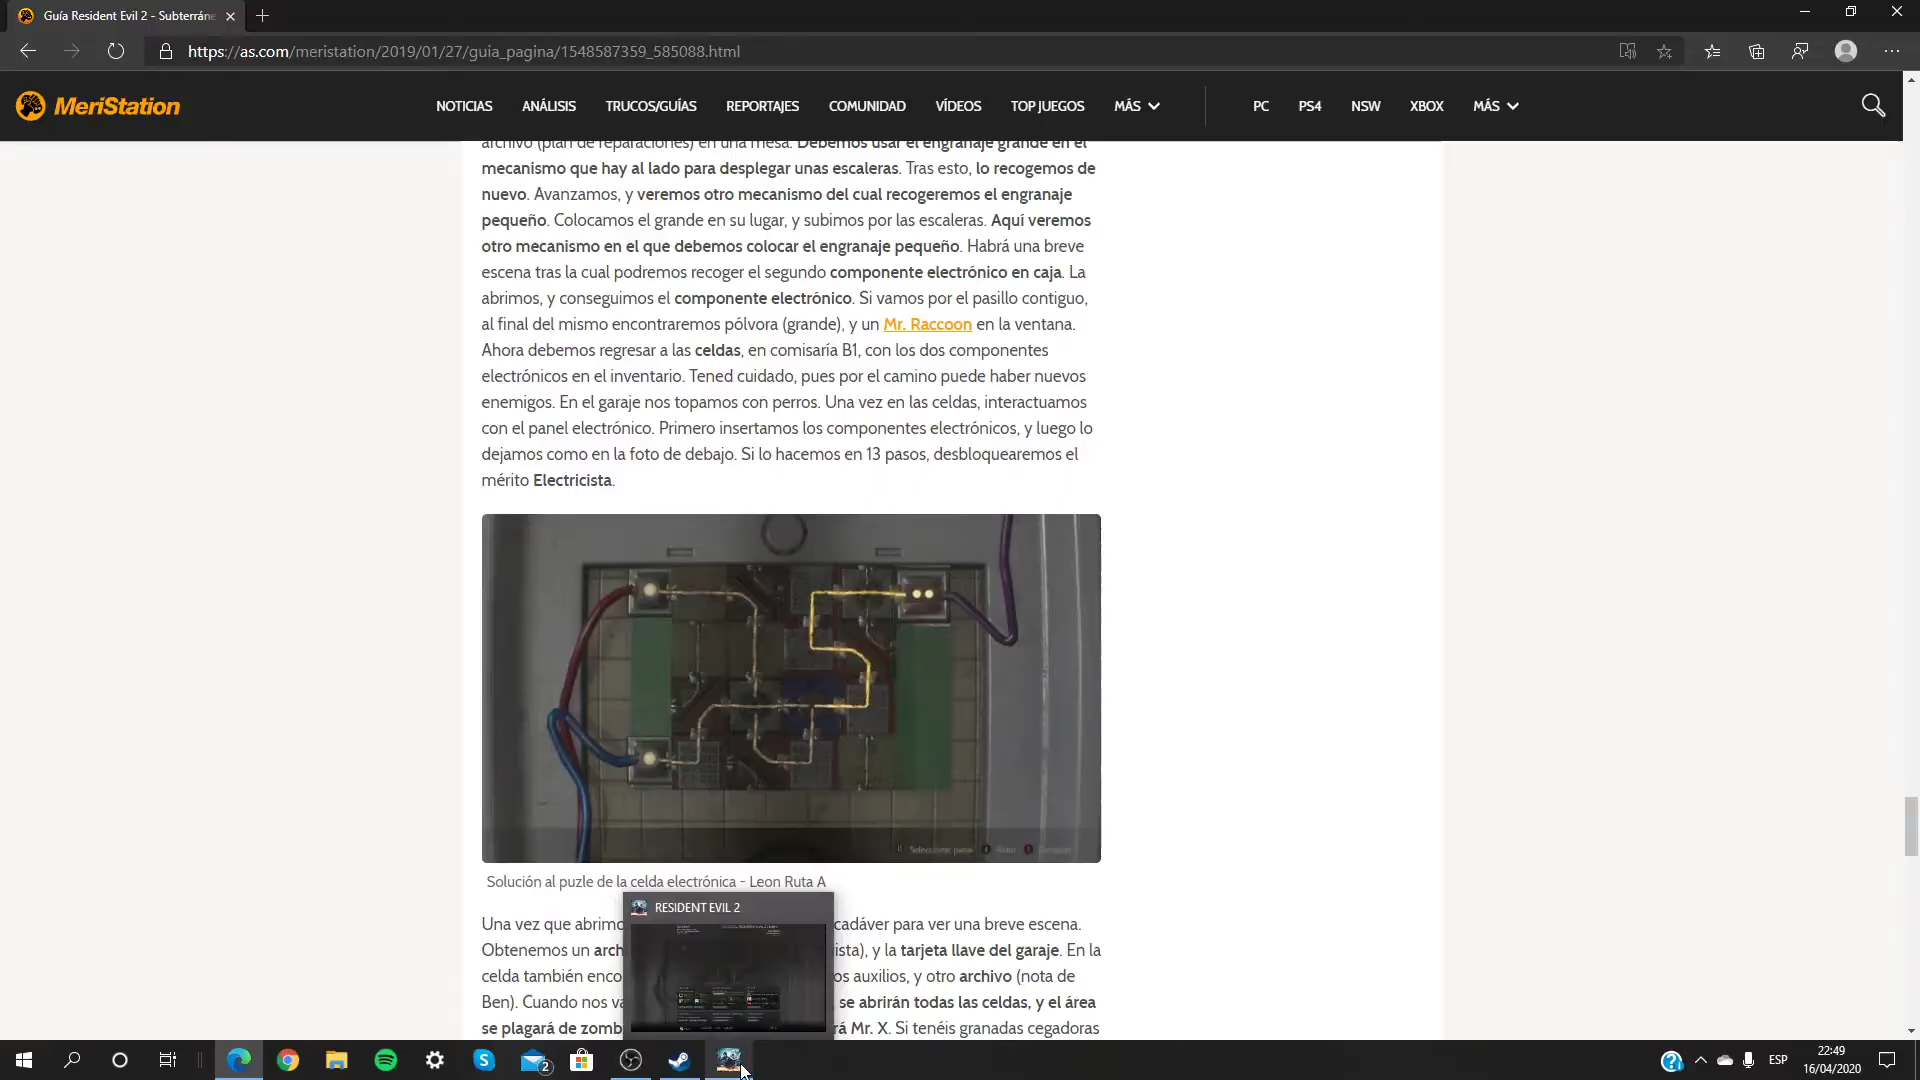 Guía Resident Evil 2 - Subterráne
https://as.com/meristation/2019/01/27/guia_pagina/1548587359_585088.html
MeriStation
NOTICIAS ANÁLISIS TRUCOS/GUÍAS REPORTAJES COMUNIDAD VÍDEOS TOP JUEGOS MÁS PC PS4 NSW XBOX MÁS
archivo (plan de reparaciones) en una mesa. Debemos usar el engranaje grande en el
mecanismo que hay al lado para desplegar unas escaleras. Tras esto, lo recogemos de
nuevo. Avanzamos, y veremos otro mecanismo del cual recogeremos el engranaje
pequeño. Colocamos el grande en su lugar, y subimos por las escaleras. Aquí veremos
otro mecanismo en el que debemos colocar el engranaje pequeño. Habrá una breve
escena tras la cual podremos recoger el segundo componente electrónico en caja. La
abrimos, y conseguimos el componente electrónico. Si vamos por el pasillo contiguo,
al final del mismo encontraremos pólvora (grande), y un Mr. Raccoon en la ventana.
Ahora debemos regresar a las celdas, en comisaría B1, con los dos componentes
electrónicos en el inventario. Tened cuidado, pues por el camino puede haber nuevos
enemigos. En el garaje nos topamos con perros. Una vez en las celdas, interactuamos
con el panel electrónico. Primero insertamos los componentes electrónicos, y luego lo
dejamos como en la foto de debajo. Si lo hacemos en 13 pasos, desbloquearemos el
mérito Electricista.
Solución al puzle de la celda electrónica - Leon Ruta A
RESIDENT EVIL 2
Una vez que abrimo cadáver para ver una breve escena.
Obtenemos un arch ista), y la tarjeta llave del garaje. En la
celda también enco os auxilios, y otro archivo (nota de
Ben). Cuando nos va se abrirán todas las celdas, y el área
se plagará de zomb rá Mr. X. Si tenéis granadas cegadoras
2
ESP
22:49
16/04/2020